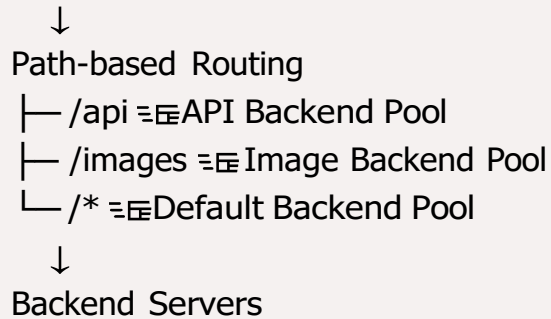 ↓
Path-based Routing
├─ /api → API Backend Pool
├─ /images → Image Backend Pool
└─ /* → Default Backend Pool
↓
Backend Servers